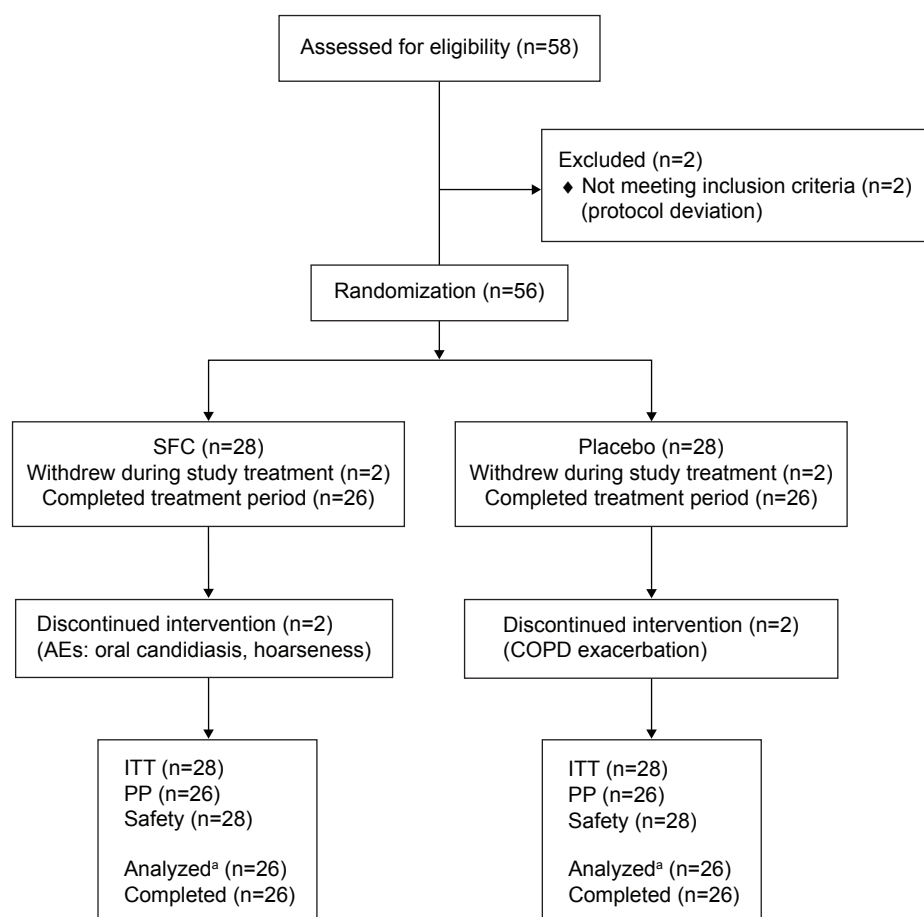 Assessed for eligibility (n=58)
Excluded (n=2)
♦ Not meeting inclusion criteria (n=2)
(protocol deviation)
Randomization (n=56)
SFC (n=28)
Withdrew during study treatment (n=2)
Completed treatment period (n=26)
Placebo (n=28)
Withdrew during study treatment (n=2)
Completed treatment period (n=26)
Discontinued intervention (n=2)
(AEs: oral candidiasis, hoarseness)
Discontinued intervention (n=2)
(COPD exacerbation)
ITT (n=28)
PP (n=26)
Safety (n=28)
Analyzedᵃ (n=26)
Completed (n=26)
ITT (n=28)
PP (n=26)
Safety (n=28)
Analyzedᵃ (n=26)
Completed (n=26)